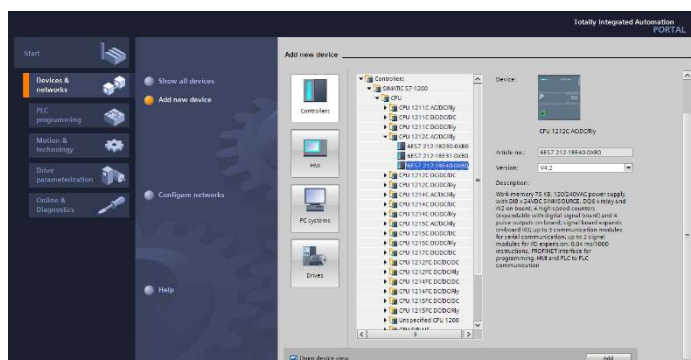 Totally Integrated Automation
PORTAL
Start
Devices &
networks
PLC
programming
Motion &
technology
Drive
parameterization
Online &
Diagnostics
Show all devices
Add new device
Configure networks
Help
Add new device
Controllers
HMI
PC systems
Drives
Controllers
SIMATIC S7-1200
CPU
CPU 1211C AC/DC/Rly
CPU 1211C DC/DC/DC
CPU 1211C DC/DC/Rly
CPU 1212C AC/DC/Rly
6ES7 212-1BD30-0XB0
6ES7 212-1BE31-0XB0
6ES7 212-1BE40-0XB0
CPU 1212C DC/DC/DC
CPU 1212C DC/DC/Rly
CPU 1214C AC/DC/Rly
CPU 1214C DC/DC/DC
CPU 1214C DC/DC/Rly
CPU 1215C AC/DC/Rly
CPU 1215C DC/DC/DC
CPU 1215C DC/DC/Rly
CPU 1217C DC/DC/DC
CPU 1212FC DC/DC/DC
CPU 1212FC DC/DC/Rly
CPU 1214FC DC/DC/DC
CPU 1214FC DC/DC/Rly
CPU 1215FC DC/DC/DC
CPU 1215FC DC/DC/Rly
Unspecified CPU 1200
Device:
CPU 1212C AC/DC/Rly
Article no.:
6ES7 212-1BE40-0XB0
Version:
V4.2
Description:
Work memory 75 KB; 120/240VAC power supply
with DI8 x 24VDC SINK/SOURCE, DQ6 x relay and
AI2 on board; 4 high-speed counters
(expandable with digital signal board) and 4
pulse outputs on board; signal board expands
on-board I/O; up to 3 communication modules
for serial communication; up to 2 signal
modules for I/O expansion; 0.04 ms/1000
instructions; PROFINET interface for
programming, HMI and PLC to PLC
communication
Open device view
Add